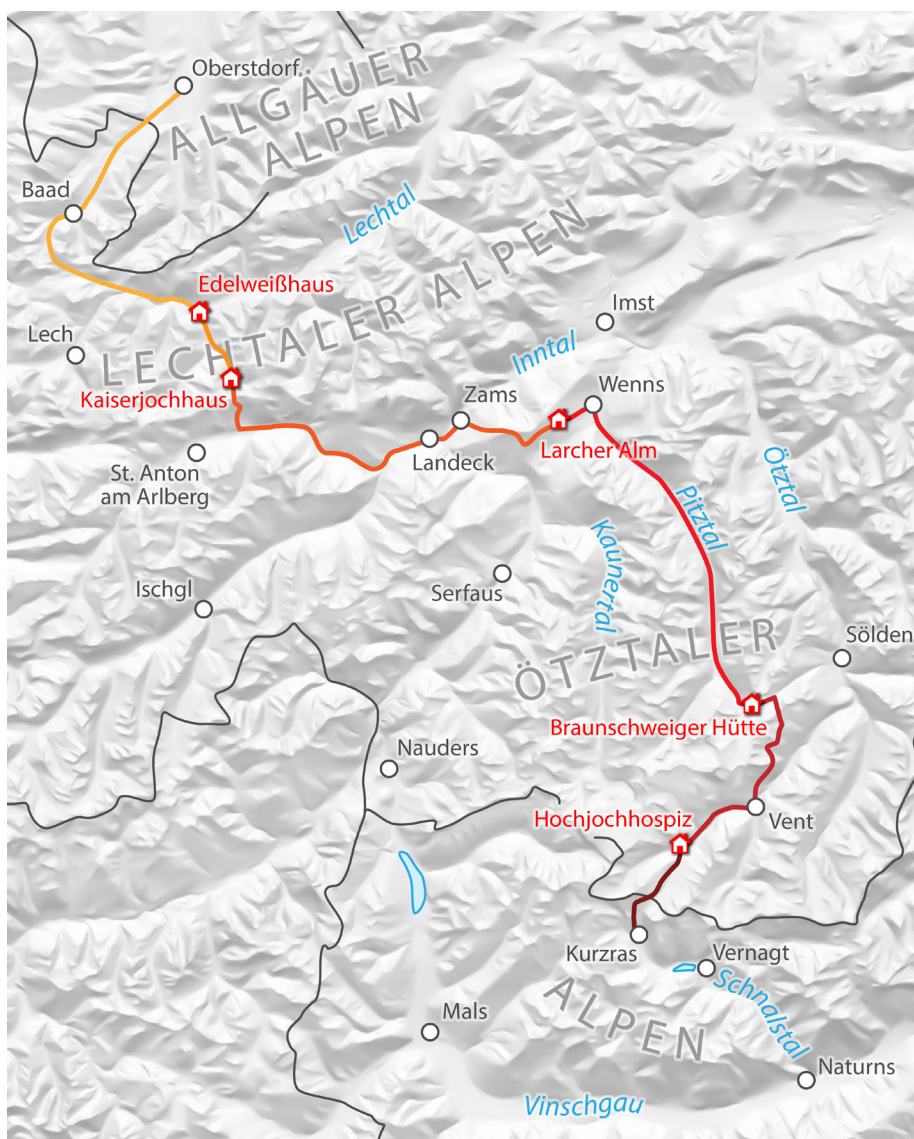 Oberstdorf
ALLGÄUER
ALPEN
Baad
Lechtal
Edelweißhaus
LECHTALER ALPEN
Imst
Lech
Inntal
Kaiserjochhaus
Zams
Wenns
St. Anton
am Arlberg
Landeck
Larcher Alm
Ötztal
Pitztal
Kaunertal
Ischgl
Serfaus
ÖTZTALER
Sölden
Braunschweiger Hütte
Nauders
Hochjochhospiz
Vent
Kurzras
Vernagt
ALPEN
Schnalstal
Mals
Naturns
Vinschgau